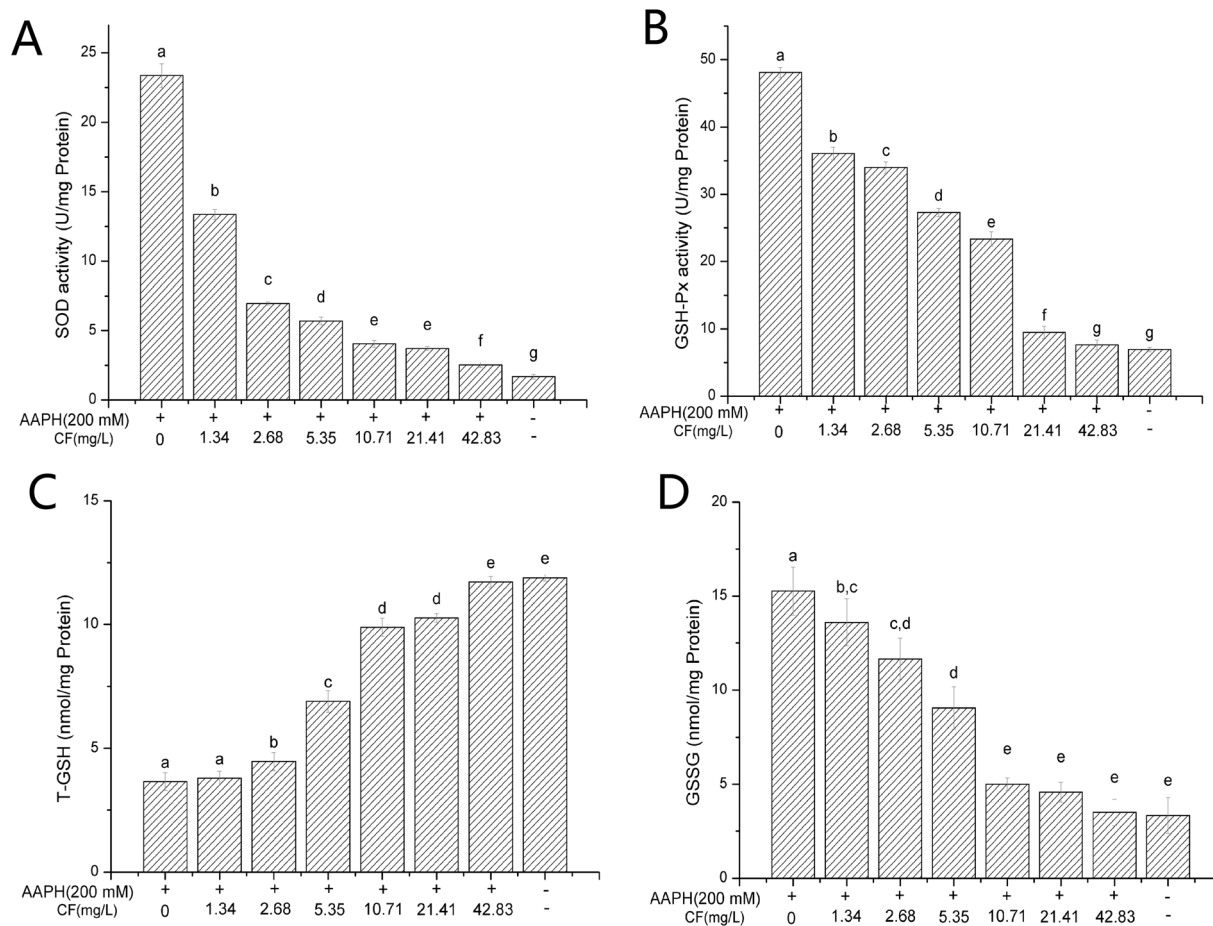 A
SOD activity (U/mg Protein)
25
20
15
10
5
0
a
b
c
d
e
e
f
g
AAPH(200 mM) + + + + + + + -
CF(mg/L) 0 1.34 2.68 5.35 10.71 21.41 42.83 -
B
GSH-Px activity (U/mg Protein)
50
40
30
20
10
0
a
b
c
d
e
f
g
g
AAPH(200 mM) + + + + + + + -
CF(mg/L) 0 1.34 2.68 5.35 10.71 21.41 42.83 -
C
T-GSH (nmol/mg Protein)
15
10
5
0
a
a
b
c
d
d
e
e
AAPH(200 mM) + + + + + + + -
CF(mg/L) 0 1.34 2.68 5.35 10.71 21.41 42.83 -
D
GSSG (nmol/mg Protein)
20
15
10
5
0
a
b,c
c,d
d
e
e
e
e
AAPH(200 mM) + + + + + + + -
CF(mg/L) 0 1.34 2.68 5.35 10.71 21.41 42.83 -